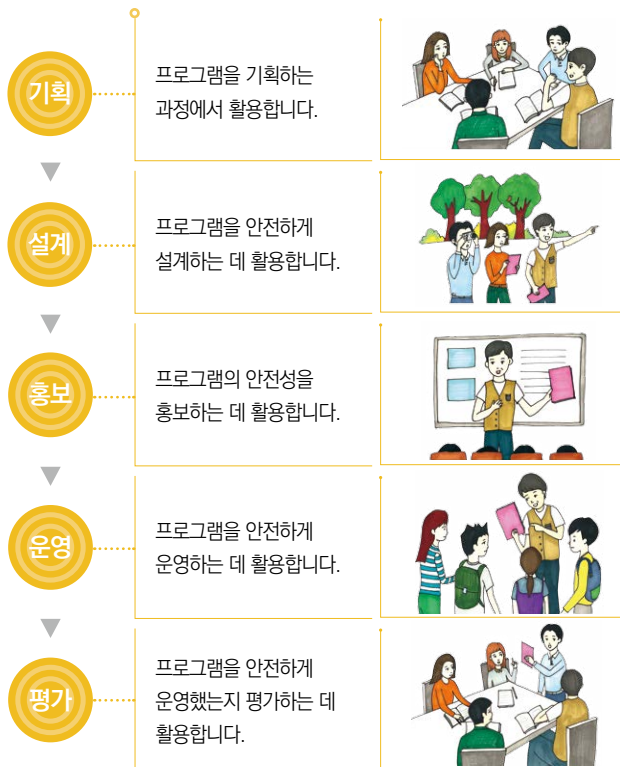 기획
프로그램을 기획하는
과정에서 활용합니다.
설계
프로그램을 안전하게
설계하는 데 활용합니다.
홍보
프로그램의 안전성을
홍보하는 데 활용합니다.
운영
프로그램을 안전하게
운영하는 데 활용합니다.
평가
프로그램을 안전하게
운영했는지 평가하는 데
활용합니다.